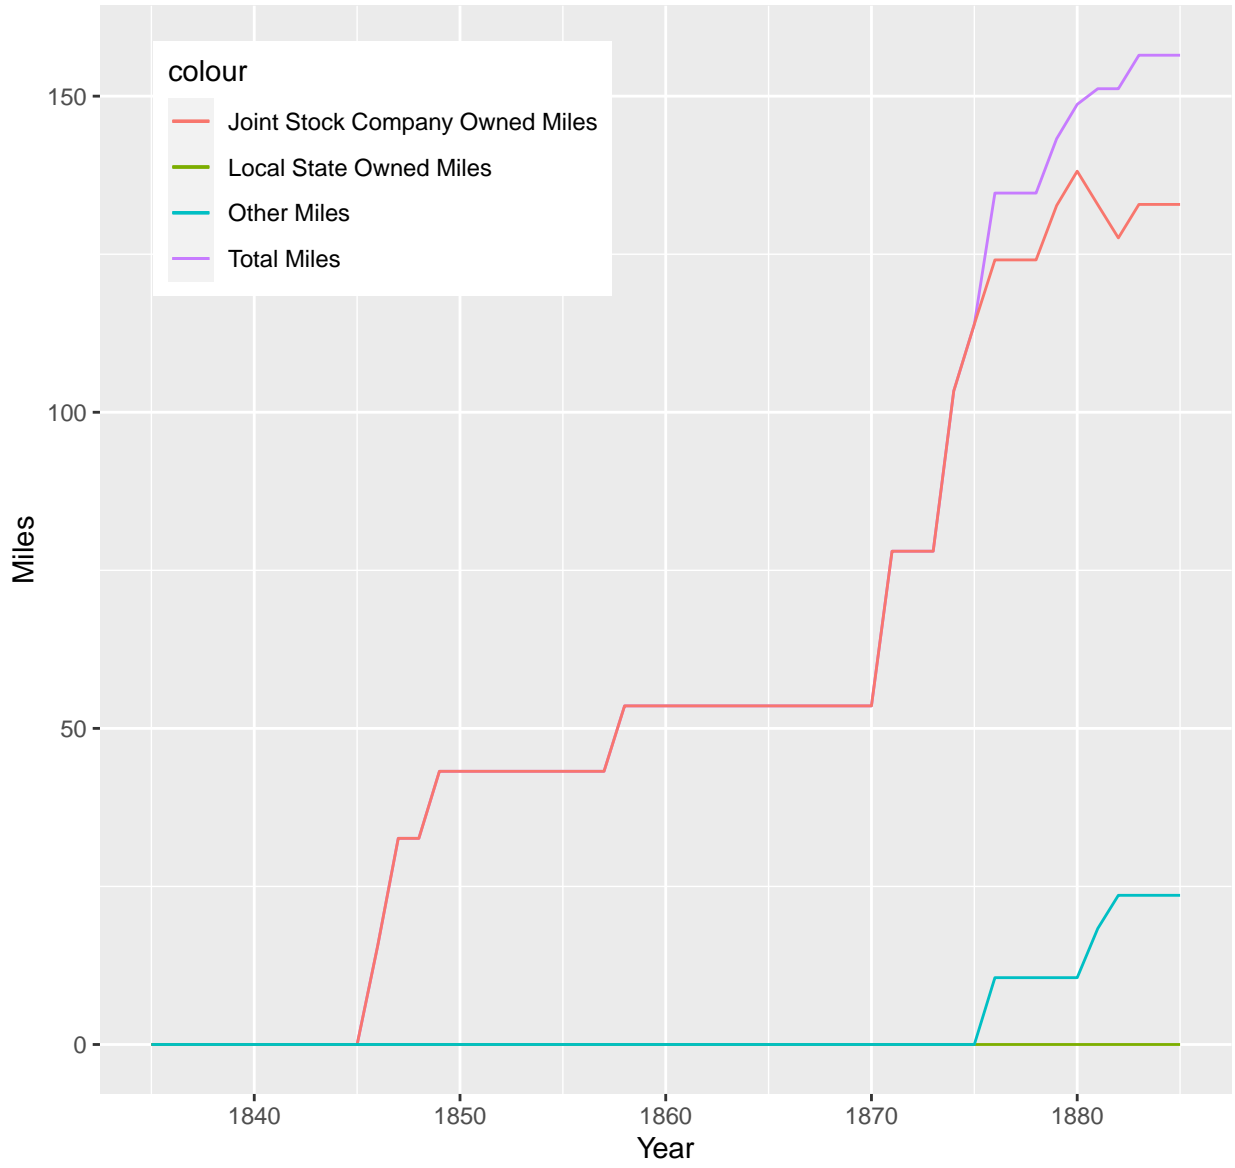 colour
Joint Stock Company Owned Miles
Local State Owned Miles
Other Miles
Total Miles
150
100
50
0
Miles
1840 1850 1860 1870 1880
Year